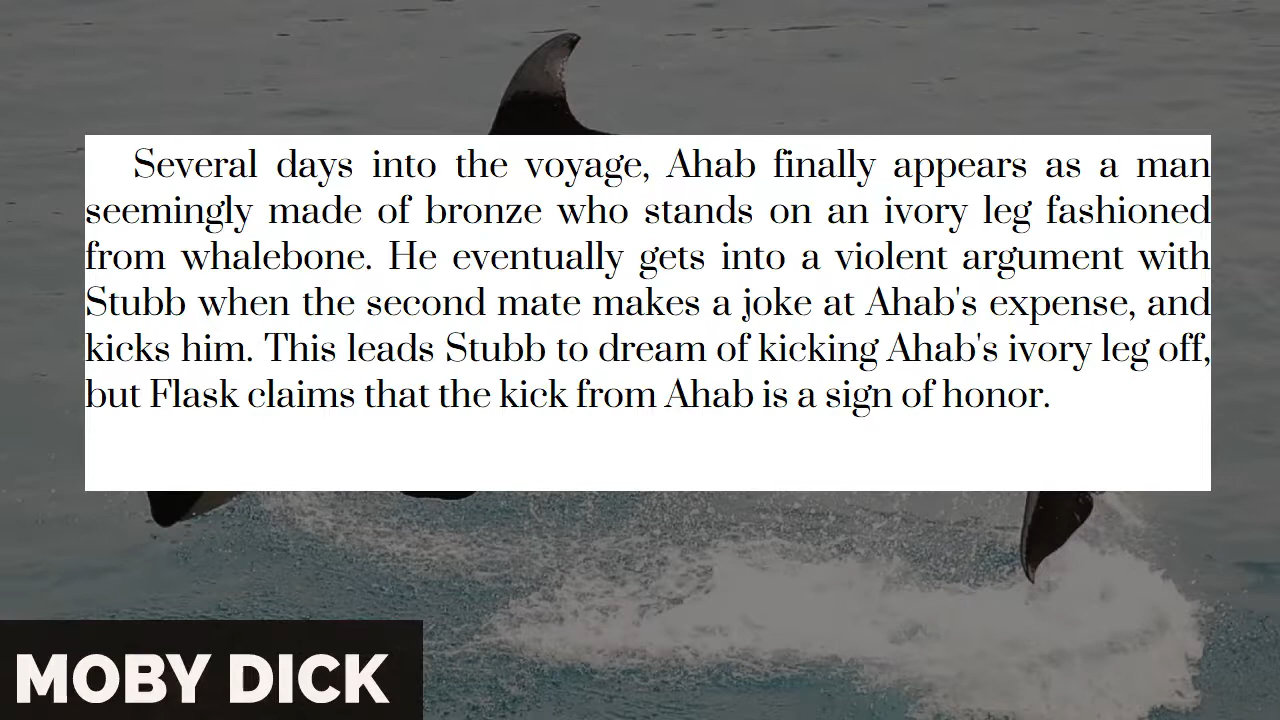 Several days into the voyage, Ahab finally appears as a man
seemingly made of bronze who stands on an ivory leg fashioned
from whalebone. He eventually gets into a violent argument with
Stubb when the second mate makes a joke at Ahab's expense, and
kicks him. This leads Stubb to dream of kicking Ahab's ivory leg off,
but Flask claims that the kick from Ahab is a sign of honor.
MOBY DICK